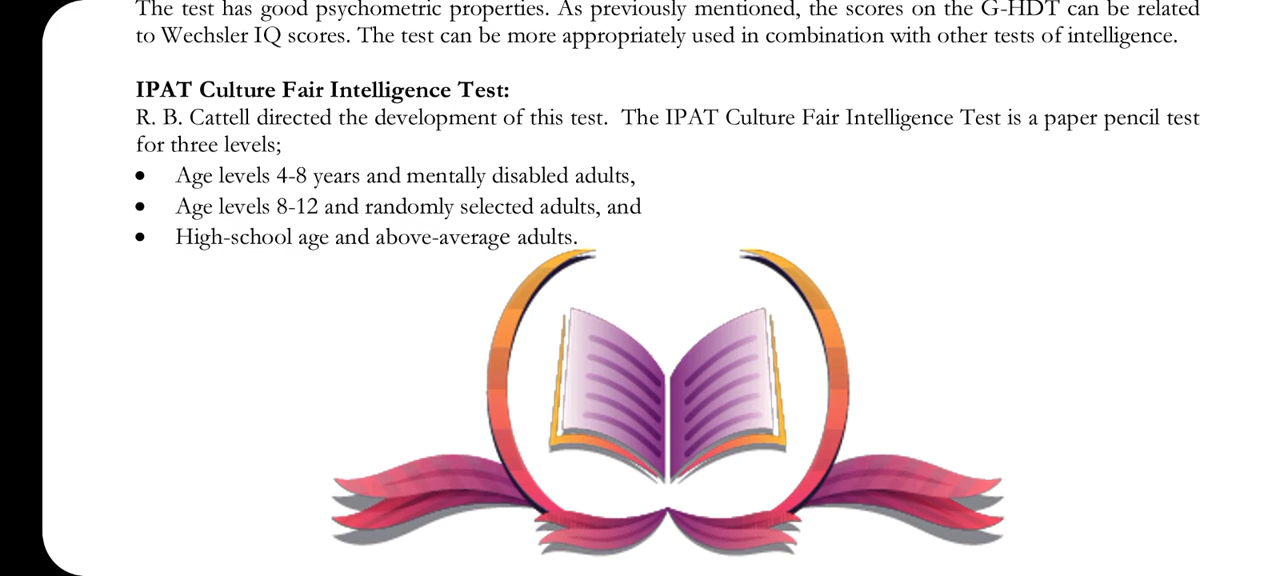 The test has good psychometric properties. As previously mentioned, the scores on the G-HDT can be related
to Wechsler IQ scores. The test can be more appropriately used in combination with other tests of intelligence.
IPAT Culture Fair Intelligence Test:
R. B. Cattell directed the development of this test.  The IPAT Culture Fair Intelligence Test is a paper pencil test
for three levels;
• Age levels 4-8 years and mentally disabled adults,
• Age levels 8-12 and randomly selected adults, and
• High-school age and above-average adults.